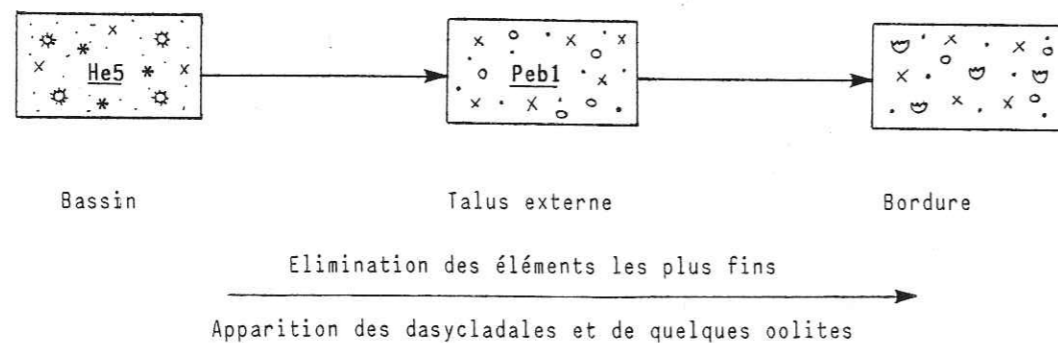 He5
Peb1
Bassin
Talus externe
Bordure
Elimination des éléments les plus fins
Apparition des dasycladales et de quelques oolites